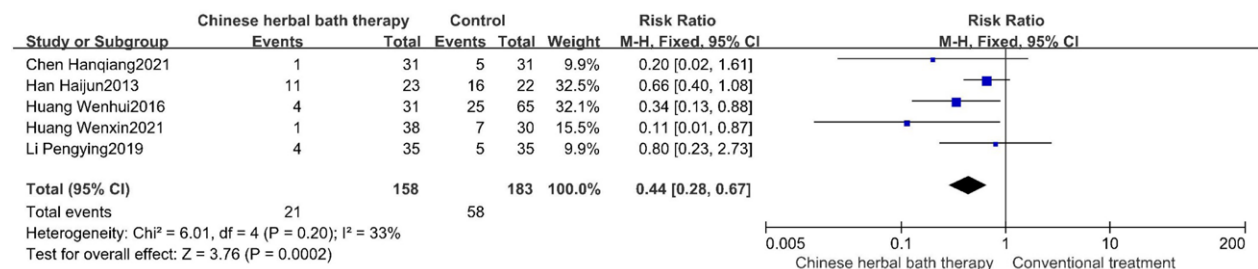 Chinese herbal bath therapy Control Risk Ratio Risk Ratio
Study or Subgroup Events Total Events Total Weight M-H, Fixed, 95% CI M-H, Fixed, 95% CI
Chen Hanqiang2021 1 31 5 31 9.9% 0.20 [0.02, 1.61]
Han Haijun2013 11 23 16 22 32.5% 0.66 [0.40, 1.08]
Huang Wenhui2016 4 31 25 65 32.1% 0.34 [0.13, 0.88]
Huang Wenxin2021 1 38 7 30 15.5% 0.11 [0.01, 0.87]
Li Pengying2019 4 35 5 35 9.9% 0.80 [0.23, 2.73]
Total (95% CI) 158 183 100.0% 0.44 [0.28, 0.67]
Total events 21 58
Heterogeneity: Chi² = 6.01, df = 4 (P = 0.20); I² = 33%
Test for overall effect: Z = 3.76 (P = 0.0002)
0.005 0.1 1 10 200
Chinese herbal bath therapy Conventional treatment